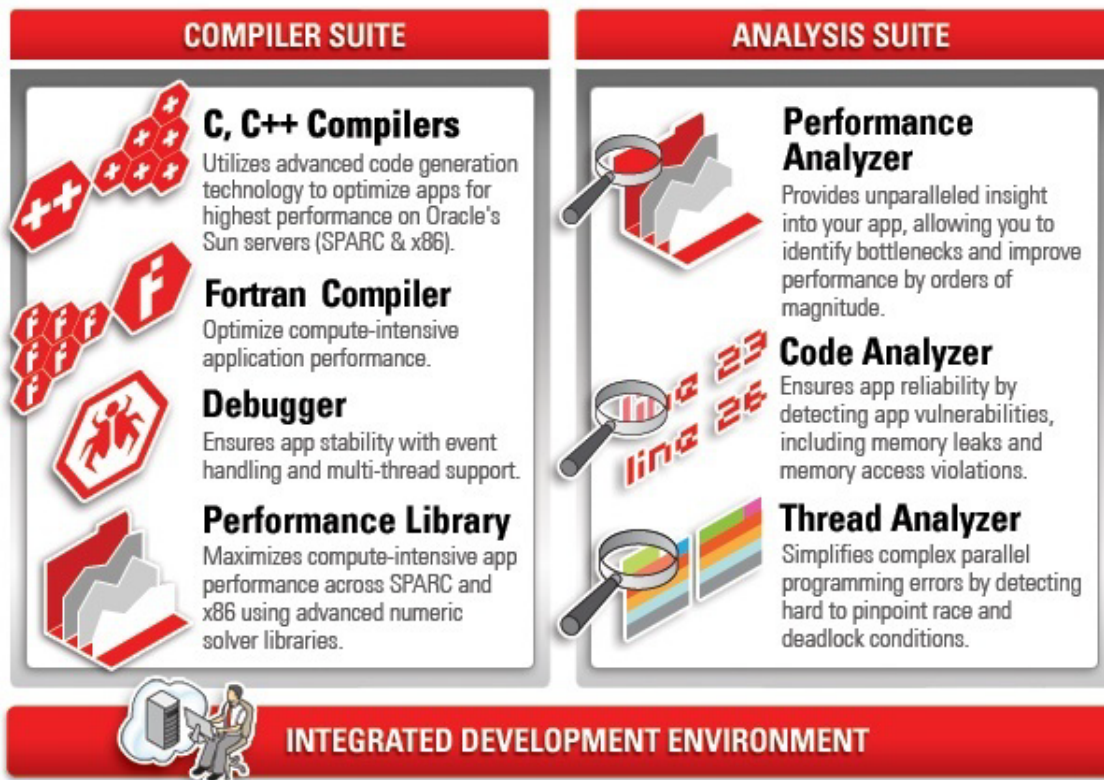 COMPILER SUITE
C, C++ Compilers
Utilizes advanced code generation
technology to optimize apps for
highest performance on Oracle's
Sun servers (SPARC & x86).
Fortran Compiler
Optimize compute-intensive
application performance.
Debugger
Ensures app stability with event
handling and multi-thread support.
Performance Library
Maximizes compute-intensive app
performance across SPARC and
x86 using advanced numeric
solver libraries.
ANALYSIS SUITE
Performance
Analyzer
Provides unparalleled insight
into your app, allowing you to
identify bottlenecks and improve
performance by orders of
magnitude.
line 23
line 26
Code Analyzer
Ensures app reliability by
detecting app vulnerabilities,
including memory leaks and
memory access violations.
Thread Analyzer
Simplifies complex parallel
programming errors by detecting
hard to pinpoint race and
deadlock conditions.
INTEGRATED DEVELOPMENT ENVIRONMENT